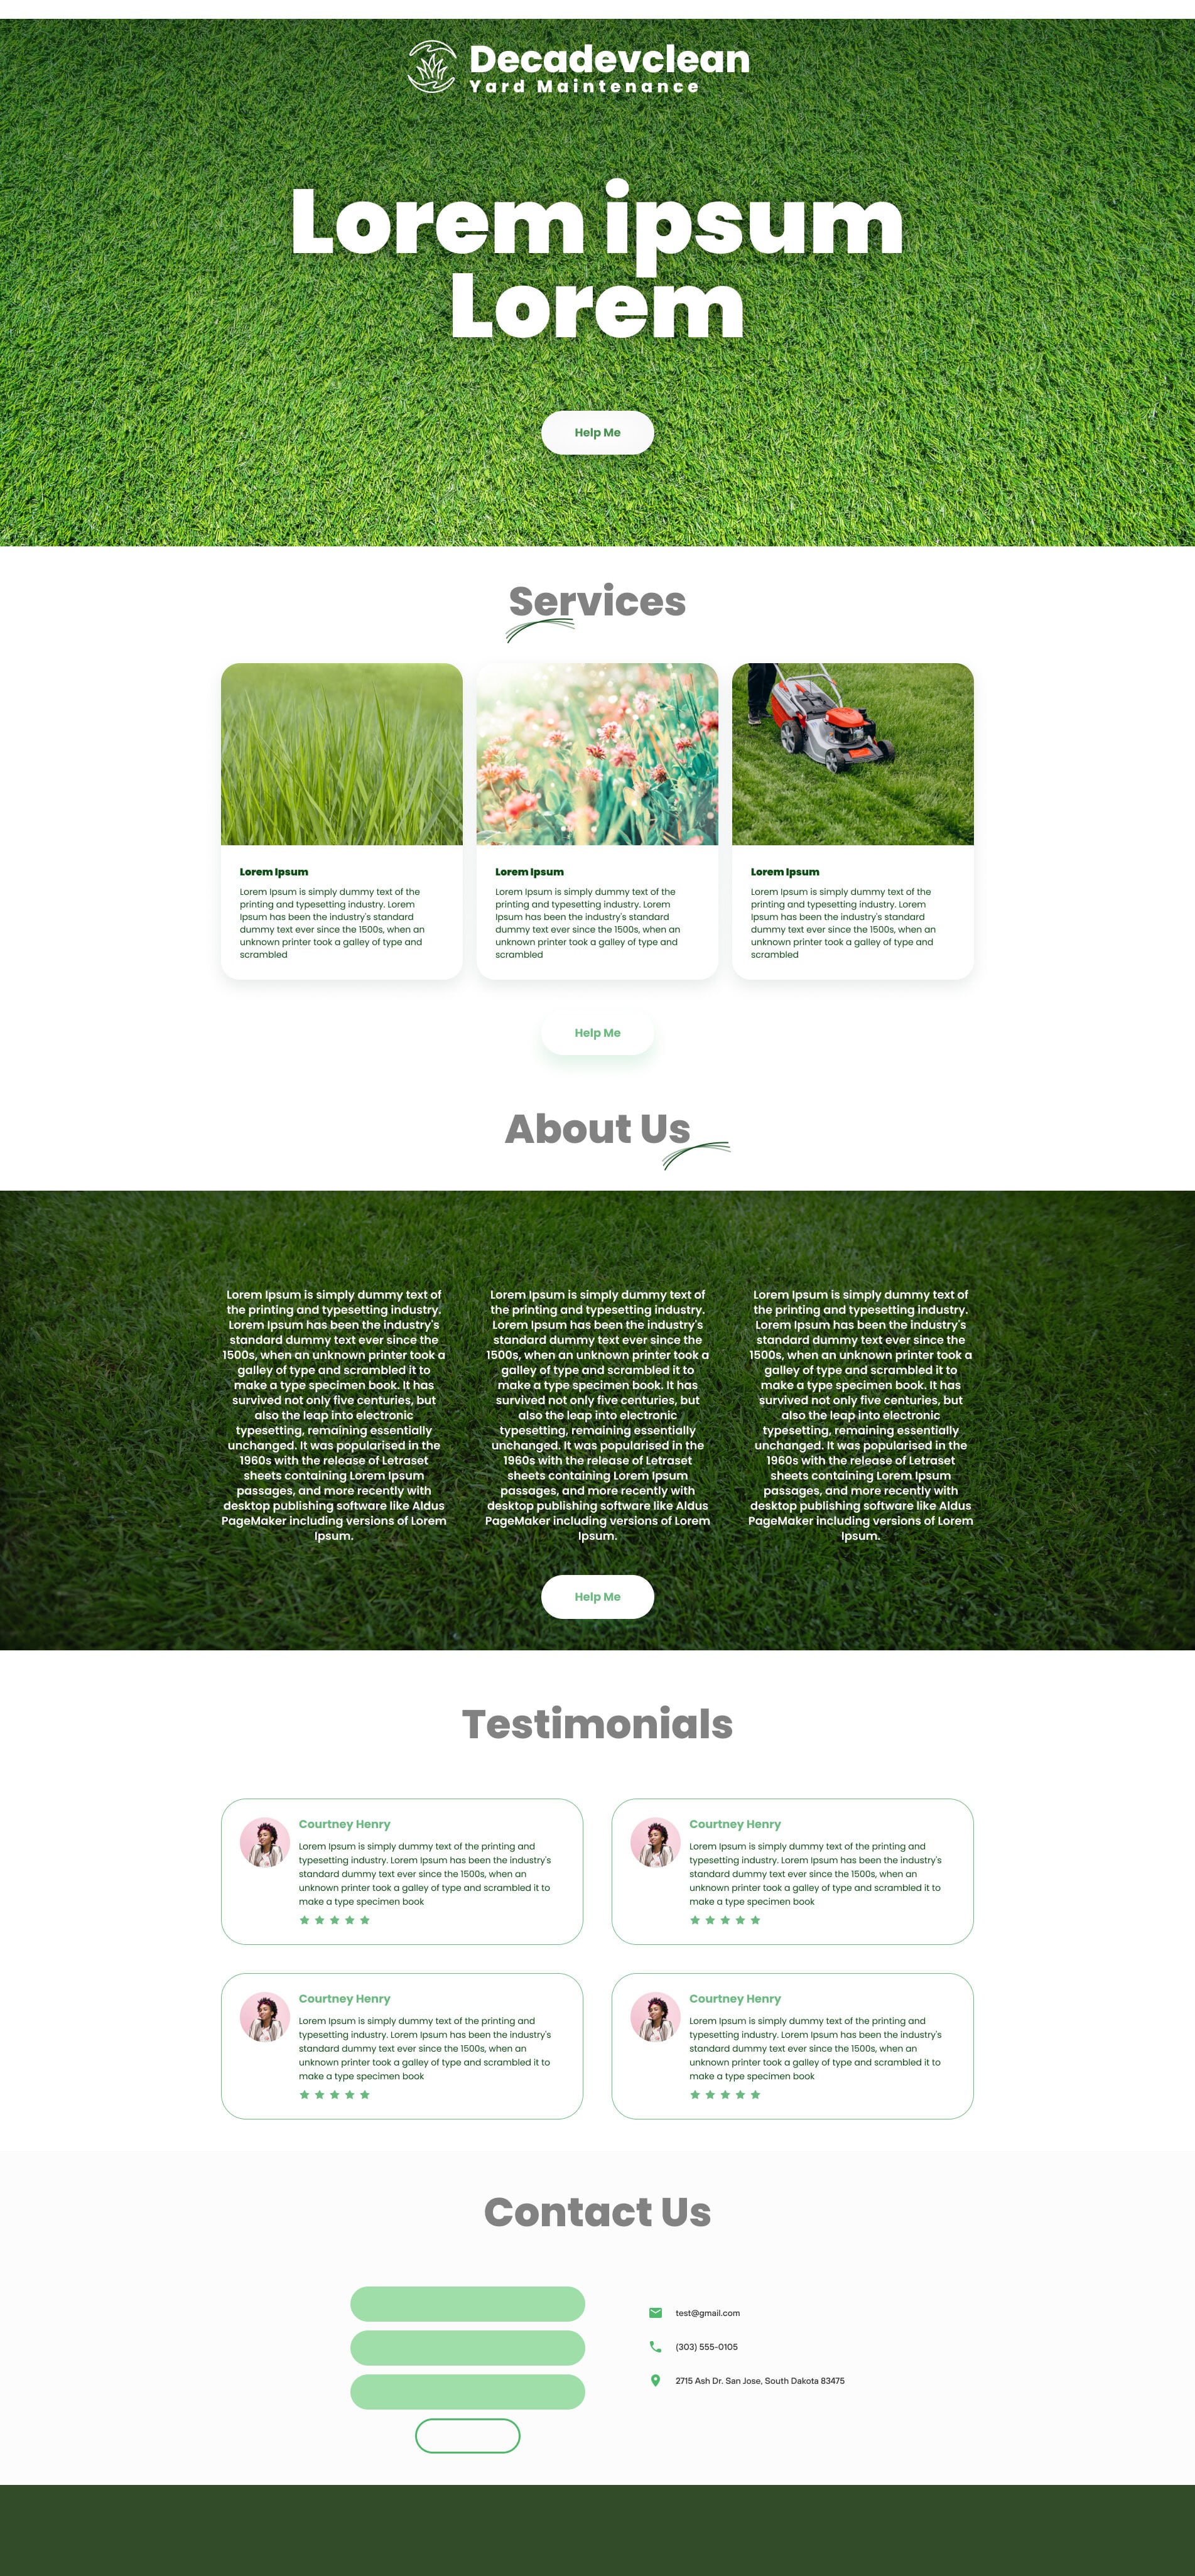 Decadevclean
Yard Maintenance
Lorem ipsum
Lorem
Help Me
Services
Lorem Ipsum
Lorem Ipsum is simply dummy text of the
printing and typesetting industry. Lorem
Ipsum has been the industry's standard
dummy text ever since the 1500s, when an
unknown printer took a galley of type and
scrambled
Lorem Ipsum
Lorem Ipsum is simply dummy text of the
printing and typesetting industry. Lorem
Ipsum has been the industry's standard
dummy text ever since the 1500s, when an
unknown printer took a galley of type and
scrambled
Lorem Ipsum
Lorem Ipsum is simply dummy text of the
printing and typesetting industry. Lorem
Ipsum has been the industry's standard
dummy text ever since the 1500s, when an
unknown printer took a galley of type and
scrambled
Help Me
About Us
Lorem Ipsum is simply dummy text of
the printing and typesetting industry.
Lorem Ipsum has been the industry's
standard dummy text ever since the
1500s, when an unknown printer took a
galley of type and scrambled it to
make a type specimen book. It has
survived not only five centuries, but
also the leap into electronic
typesetting, remaining essentially
unchanged. It was popularised in the
1960s with the release of Letraset
sheets containing Lorem Ipsum
passages, and more recently with
desktop publishing software like Aldus
PageMaker including versions of Lorem
Ipsum.
Lorem Ipsum is simply dummy text of
the printing and typesetting industry.
Lorem Ipsum has been the industry's
standard dummy text ever since the
1500s, when an unknown printer took a
galley of type and scrambled it to
make a type specimen book. It has
survived not only five centuries, but
also the leap into electronic
typesetting, remaining essentially
unchanged. It was popularised in the
1960s with the release of Letraset
sheets containing Lorem Ipsum
passages, and more recently with
desktop publishing software like Aldus
PageMaker including versions of Lorem
Ipsum.
Lorem Ipsum is simply dummy text of
the printing and typesetting industry.
Lorem Ipsum has been the industry's
standard dummy text ever since the
1500s, when an unknown printer took a
galley of type and scrambled it to
make a type specimen book. It has
survived not only five centuries, but
also the leap into electronic
typesetting, remaining essentially
unchanged. It was popularised in the
1960s with the release of Letraset
sheets containing Lorem Ipsum
passages, and more recently with
desktop publishing software like Aldus
PageMaker including versions of Lorem
Ipsum.
Help Me
Testimonials
Courtney Henry
Lorem Ipsum is simply dummy text of the printing and
typesetting industry. Lorem Ipsum has been the industry's
standard dummy text ever since the 1500s, when an
unknown printer took a galley of type and scrambled it to
make a type specimen book
Courtney Henry
Lorem Ipsum is simply dummy text of the printing and
typesetting industry. Lorem Ipsum has been the industry's
standard dummy text ever since the 1500s, when an
unknown printer took a galley of type and scrambled it to
make a type specimen book
Courtney Henry
Lorem Ipsum is simply dummy text of the printing and
typesetting industry. Lorem Ipsum has been the industry's
standard dummy text ever since the 1500s, when an
unknown printer took a galley of type and scrambled it to
make a type specimen book
Courtney Henry
Lorem Ipsum is simply dummy text of the printing and
typesetting industry. Lorem Ipsum has been the industry's
standard dummy text ever since the 1500s, when an
unknown printer took a galley of type and scrambled it to
make a type specimen book
Contact Us
test@gmail.com
(303) 555-0105
2715 Ash Dr. San Jose, South Dakota 83475